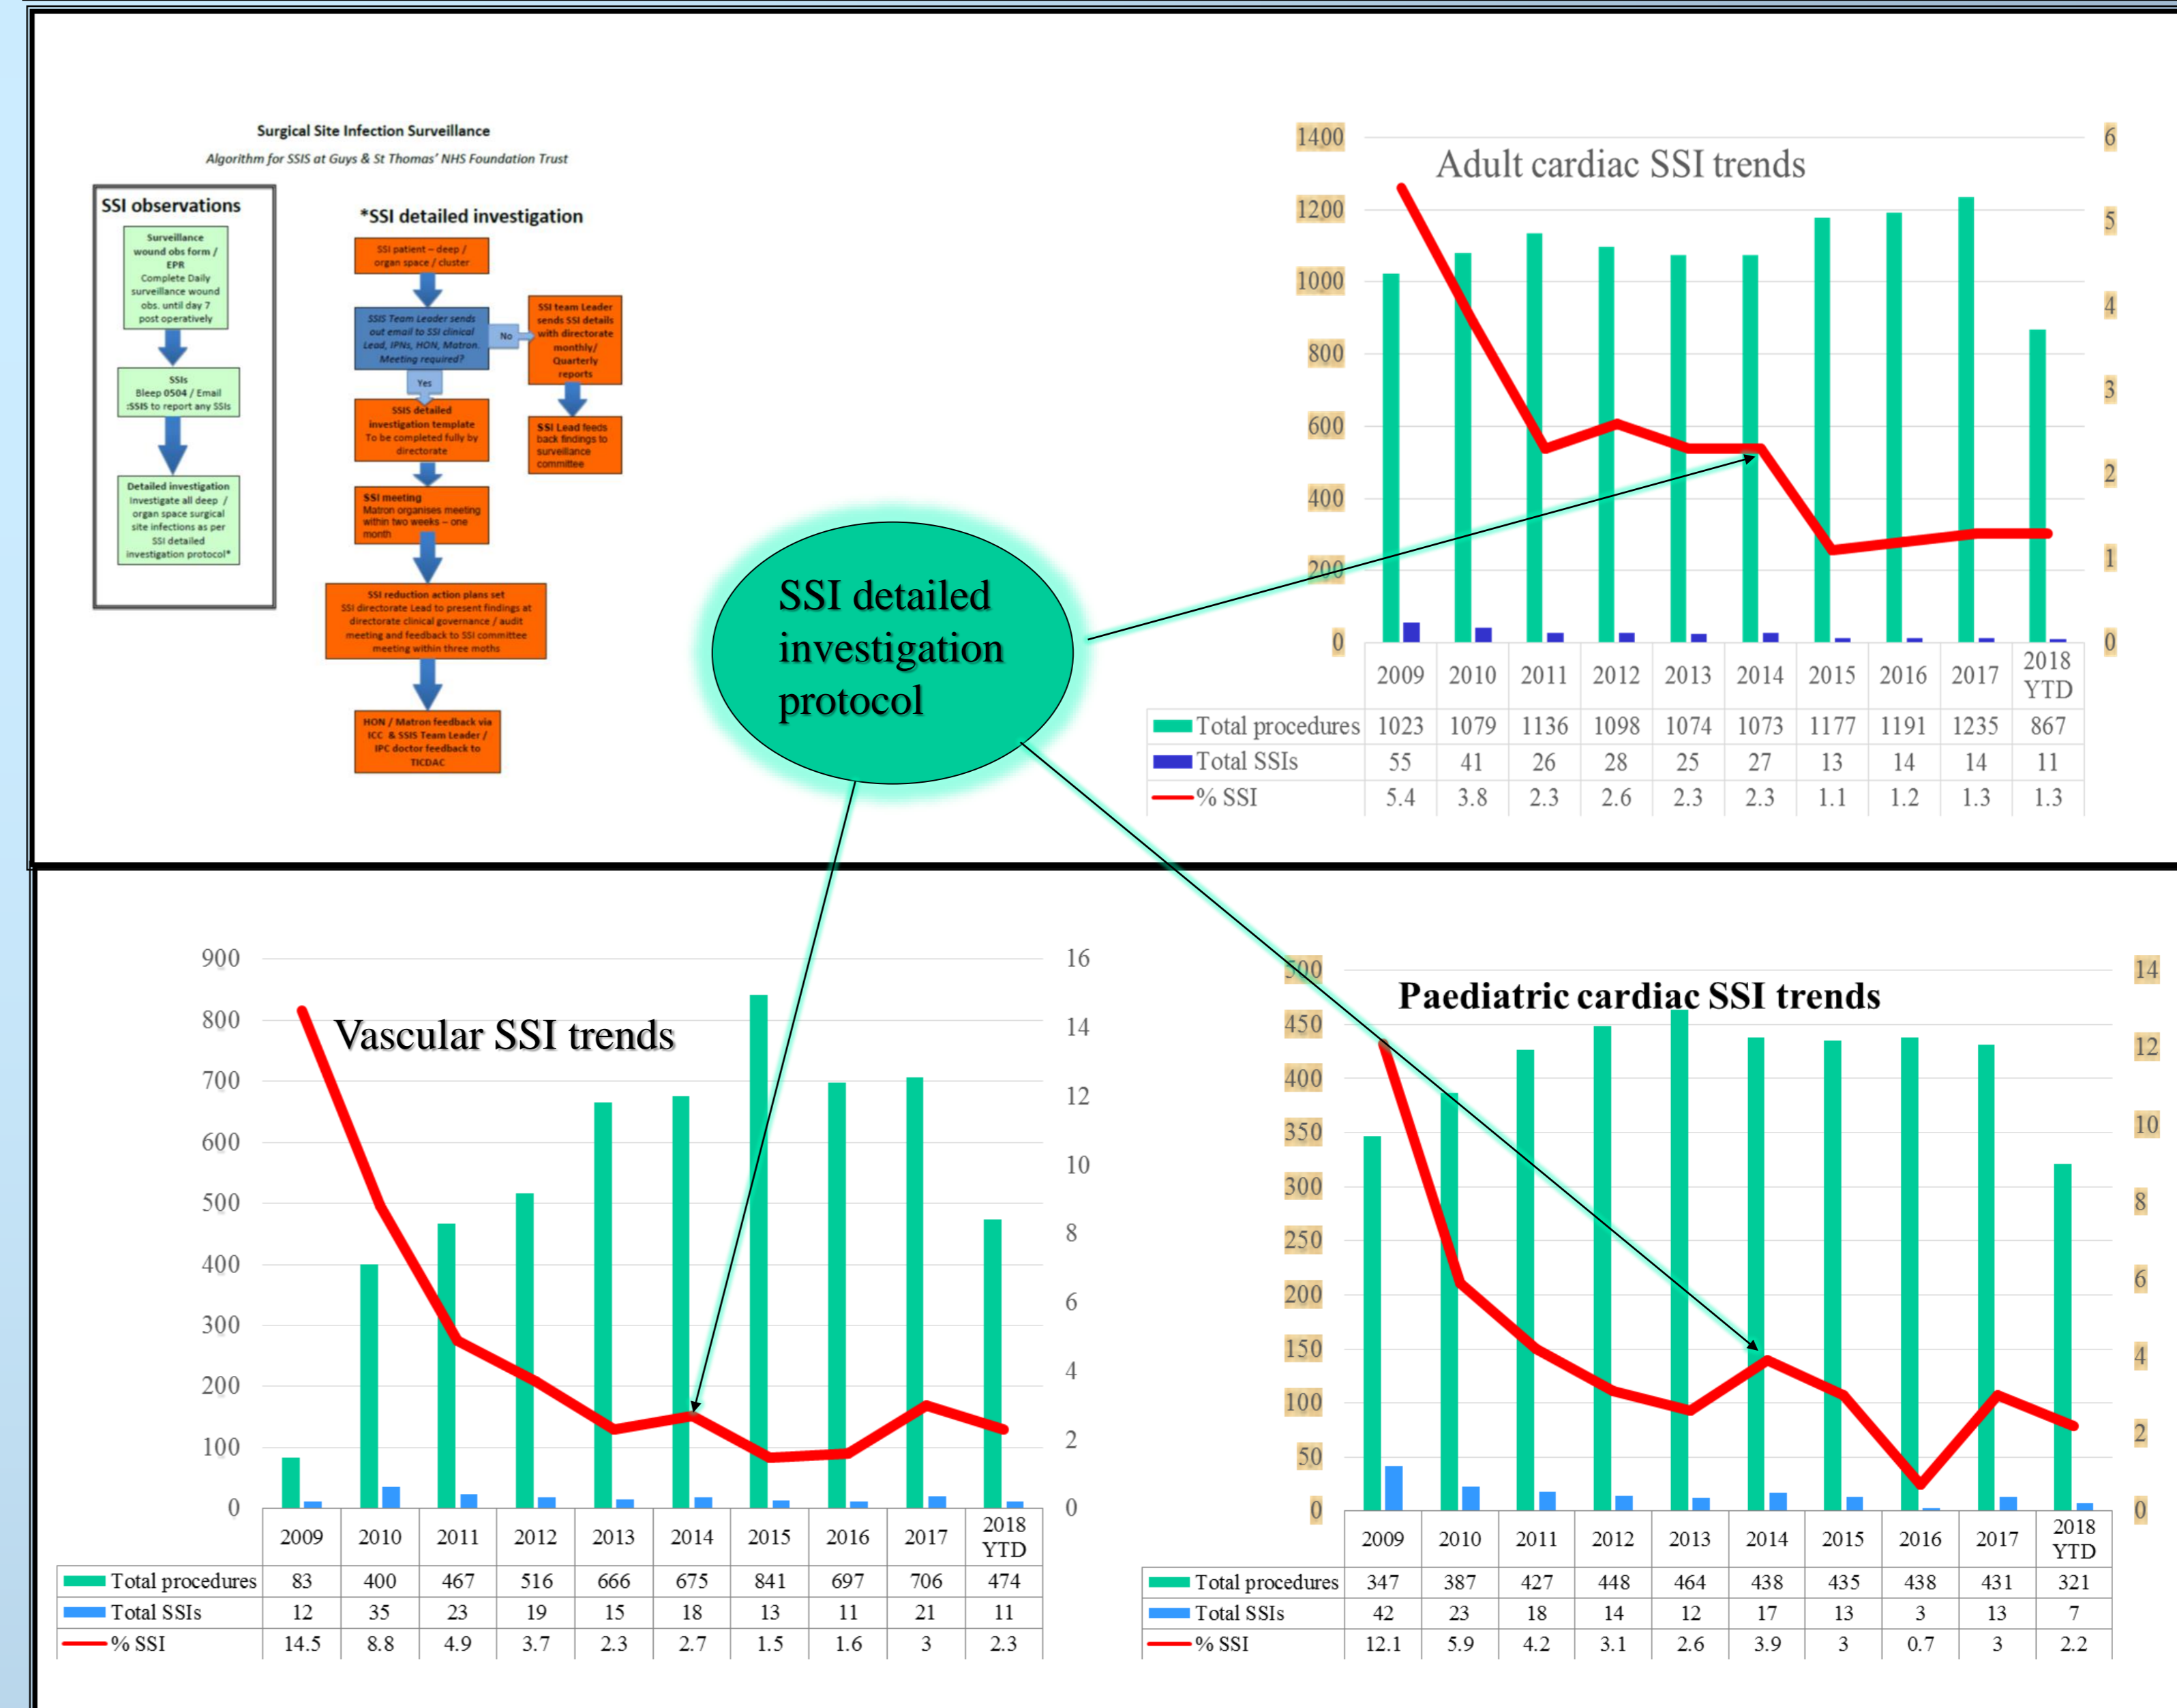 Surgical Site Infection Surveillance
Algorithm for SSIS at Guys & St Thomas' NHS Foundation Trust
SSI observations
Surveillance
wound obs form /
EPR
Complete Daily
surveillance wound
obs. until day 7
post operatively
SSIs
Bleep 0504 / Email
:SSIS to report any SSIs
Detailed investigation
Investigate all deep /
organ space surgical
site infections as per
SSI detailed
investigation protocol*
*SSI detailed investigation
SSI patient – deep /
organ space / cluster
SSIS Team Leader sends
out email to SSI clinical
Lead, IPNs, HON, Matron.
Meeting required?
No
SSI team Leader
sends SSI details
with directorate
monthly/
Quarterly
reports
SSI Lead feeds
back findings to
surveillance
committee
Yes
SSIS detailed
investigation template
To be completed fully by
directorate
SSI meeting
Matron organises meeting
within two weeks – one
month
SSI reduction action plans set
SSI directorate Lead to present findings at
directorate clinical governance / audit
meeting and feedback to SSI committee
meeting within three moths
HON / Matron feedback via
ICC & SSIS Team Leader /
IPC doctor feedback to
TICDAC
SSI detailed
investigation
protocol
Adult cardiac SSI trends
1400
1200
1000
800
600
400
200
0
6
5
4
3
2
1
0
2009 2010 2011 2012 2013 2014 2015 2016 2017 2018 YTD
Total procedures 1023 1079 1136 1098 1074 1073 1177 1191 1235 867
Total SSIs 55 41 26 28 25 27 13 14 14 11
% SSI 5.4 3.8 2.3 2.6 2.3 2.3 1.1 1.2 1.3 1.3
Vascular SSI trends
900
800
700
600
500
400
300
200
100
0
16
14
12
10
8
6
4
2
0
2009 2010 2011 2012 2013 2014 2015 2016 2017 2018 YTD
Total procedures 83 400 467 516 666 675 841 697 706 474
Total SSIs 12 35 23 19 15 18 13 11 21 11
% SSI 14.5 8.8 4.9 3.7 2.3 2.7 1.5 1.6 3 2.3
Paediatric cardiac SSI trends
500
450
400
350
300
250
200
150
100
50
0
14
12
10
8
6
4
2
0
2009 2010 2011 2012 2013 2014 2015 2016 2017 2018 YTD
Total procedures 347 387 427 448 464 438 435 438 431 321
Total SSIs 42 23 18 14 12 17 13 3 13 7
% SSI 12.1 5.9 4.2 3.1 2.6 3.9 3 0.7 3 2.2